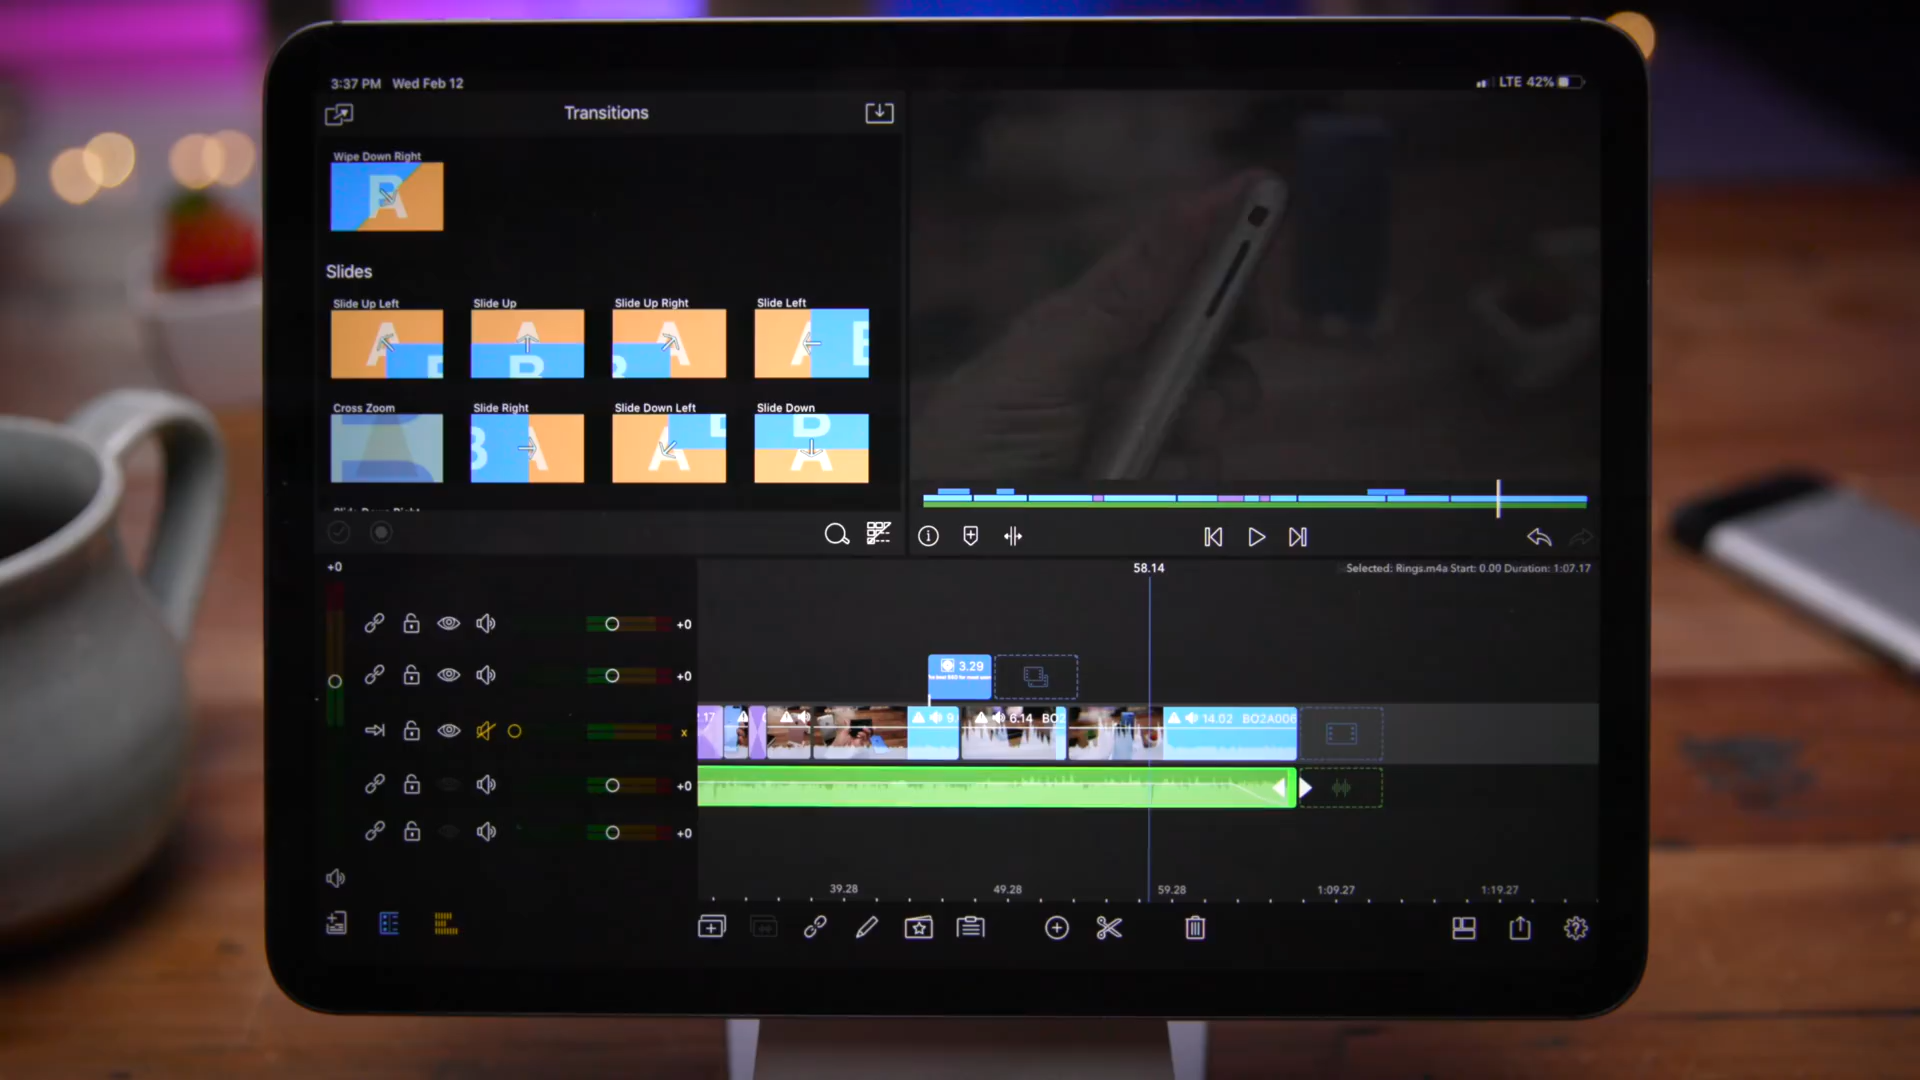 3:37 PM Wed Feb 12
LTE 42%
Transitions
Wipe Down Right
Slides
Slide Up Left
Slide Up
Slide Up Right
Slide Left
Cross Zoom
Slide Right
Slide Down Left
Slide Down
+0
58.14
Selected: Rings.m4a Start: 0.00 Duration: 1:07.17
+0
3.29
+0
17
9
6.14 BO2
14.02 BO2A006
x
+0
+0
39.28
49.28
59.28
1:09.27
1:19.27